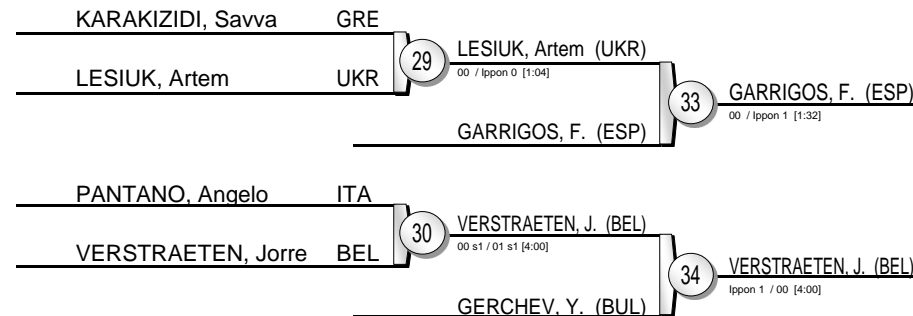 KARAKIZIDI, Savva GRE
LESIUK, Artem UKR
29
LESIUK, Artem (UKR)
00 / Ippon 0 [1:04]
GARRIGOS, F. (ESP)
33
GARRIGOS, F. (ESP)
00 / Ippon 1 [1:32]
PANTANO, Angelo ITA
VERSTRAETEN, Jorre BEL
30
VERSTRAETEN, J. (BEL)
00 s1 / 01 s1 [4:00]
GERCHEV, Y. (BUL)
34
VERSTRAETEN, J. (BEL)
Ippon 1 / 00 [4:00]